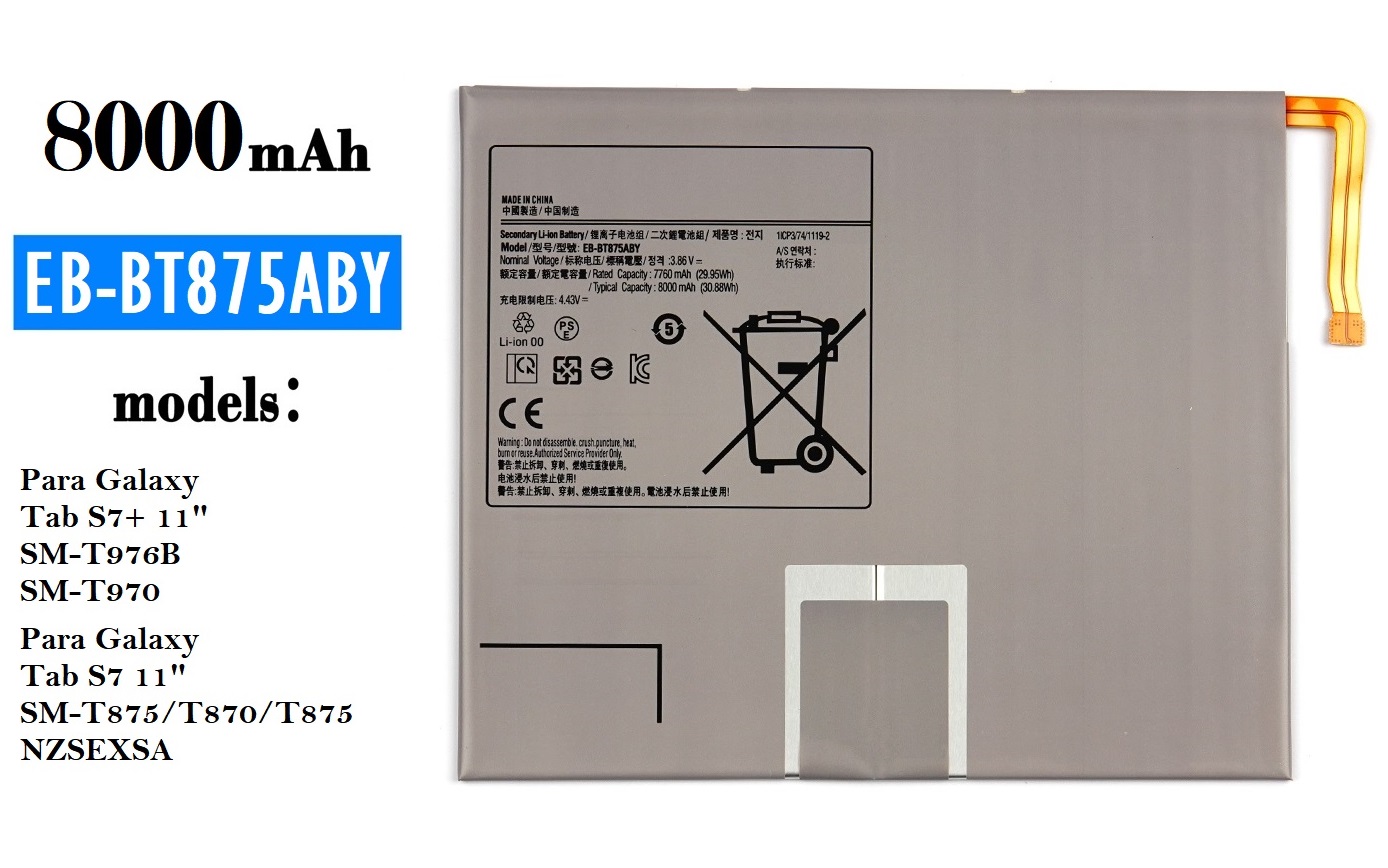 8000mAh
EB-BT875ABY
models:
Para Galaxy
Tab S7+ 11"
SM-T976B
SM-T970
Para Galaxy
Tab S7 11"
SM-T875/T870/T875
NZSEXSA
MADE IN CHINA
中國製造/中国制造
Secondary Li-ion Battery/锂离子电池组/二次鋰電池組/제품명:전지 1ICP3/74/1119-2
Model/型号/型號: EB-BT875ABY A/S 연락처:
Nominal Voltage/标称电压/標稱電壓/정격:3.86V= 执行标准:
额定容量/額定電容量/Rated Capacity:7760 mAh (29.95Wh)
/Typical Capacity:8000 mAh (30.88Wh)
充电限制电压: 4.43V=
PS
E
5
Li-ion 00
CE
Warning: Do not disassemble, crush, puncture, heat,
burn or reuse. Authorized Service Provider Only.
警告:禁止拆卸、穿刺、燃燒或重復使用。
电池浸水后禁止使用!
警告:禁止拆卸、穿刺、燃燒或重複使用。電池浸水后禁止使用!